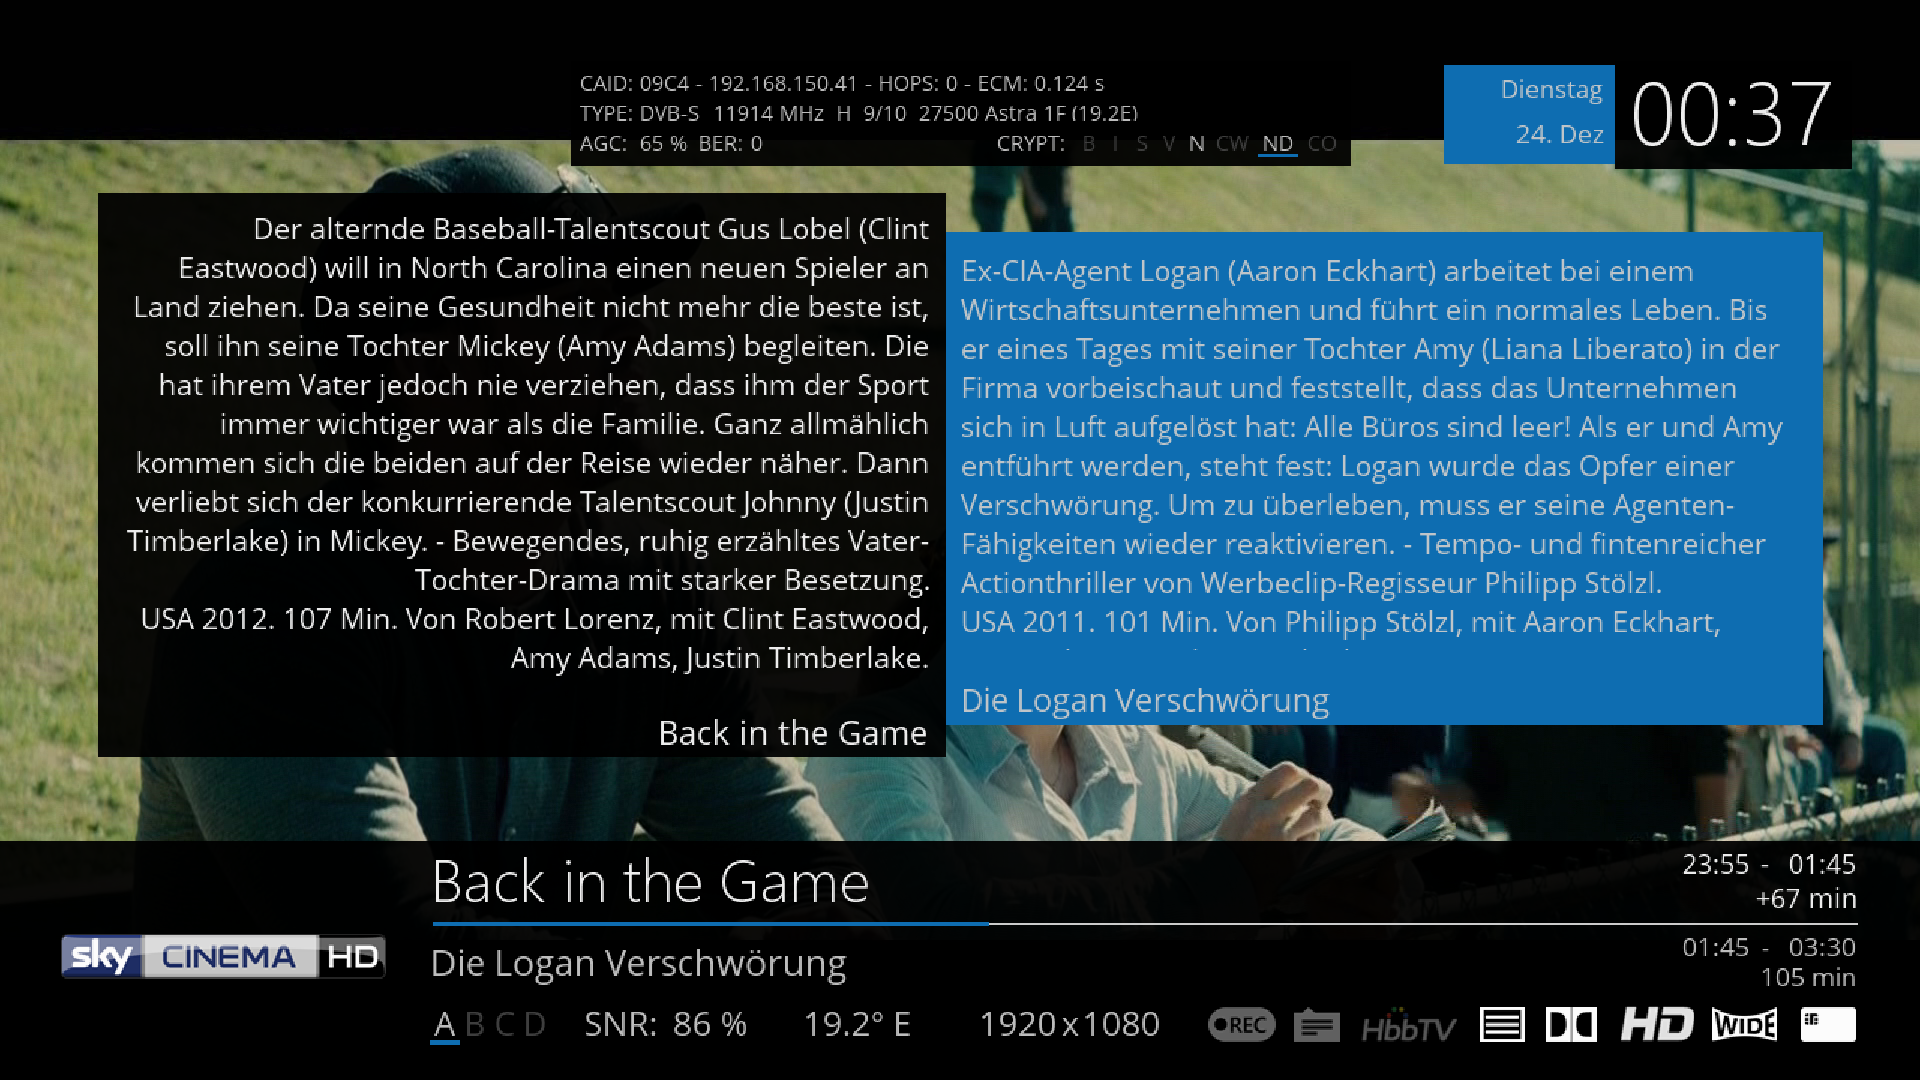 CAID: 09C4 - 192.168.150.41 - HOPS: 0 - ECM: 0.124 s
TYPE: DVB-S 11914 MHz H 9/10 27500 Astra 1F (19.2E)
AGC: 65 % BER: 0 CRYPT: B I S V N CW ND CO
Dienstag
24. Dez
00:37
Der alternde Baseball-Talentscout Gus Lobel (Clint
Eastwood) will in North Carolina einen neuen Spieler an
Land ziehen. Da seine Gesundheit nicht mehr die beste ist,
soll ihn seine Tochter Mickey (Amy Adams) begleiten. Die
hat ihrem Vater jedoch nie verziehen, dass ihm der Sport
immer wichtiger war als die Familie. Ganz allmählich
kommen sich die beiden auf der Reise wieder näher. Dann
verliebt sich der konkurrierende Talentscout Johnny (Justin
Timberlake) in Mickey. - Bewegendes, ruhig erzähltes Vater-
Tochter-Drama mit starker Besetzung.
USA 2012. 107 Min. Von Robert Lorenz, mit Clint Eastwood,
Amy Adams, Justin Timberlake.
Back in the Game
Ex-CIA-Agent Logan (Aaron Eckhart) arbeitet bei einem
Wirtschaftsunternehmen und führt ein normales Leben. Bis
er eines Tages mit seiner Tochter Amy (Liana Liberato) in der
Firma vorbeischaut und feststellt, dass das Unternehmen
sich in Luft aufgelöst hat: Alle Büros sind leer! Als er und Amy
entführt werden, steht fest: Logan wurde das Opfer einer
Verschwörung. Um zu überleben, muss er seine Agenten-
Fähigkeiten wieder reaktivieren. - Tempo- und fintenreicher
Actionthriller von Werbeclip-Regisseur Philipp Stölzl.
USA 2011. 101 Min. Von Philipp Stölzl, mit Aaron Eckhart,
Die Logan Verschwörung
Back in the Game
23:55 - 01:45
+67 min
sky CINEMA HD
Die Logan Verschwörung
01:45 - 03:30
105 min
A B C D SNR: 86 % 19.2° E 1920x1080 REC HbbTV HD WIDE